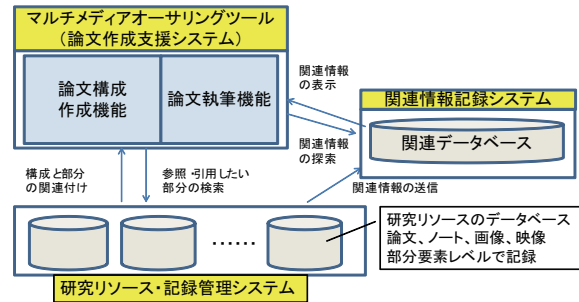 マルチメディアオーサリングツール
(論文作成支援システム)
論文構成
作成機能
論文執筆機能
関連情報
の表示
関連情報
の探索
関連情報記録システム
関連データベース
構成と部分
の関連付け
参照・引用したい
部分の検索
関連情報の送信
……
研究リソースのデータベース
論文、ノート、画像、映像
部分要素レベルで記録
研究リソース・記録管理システム